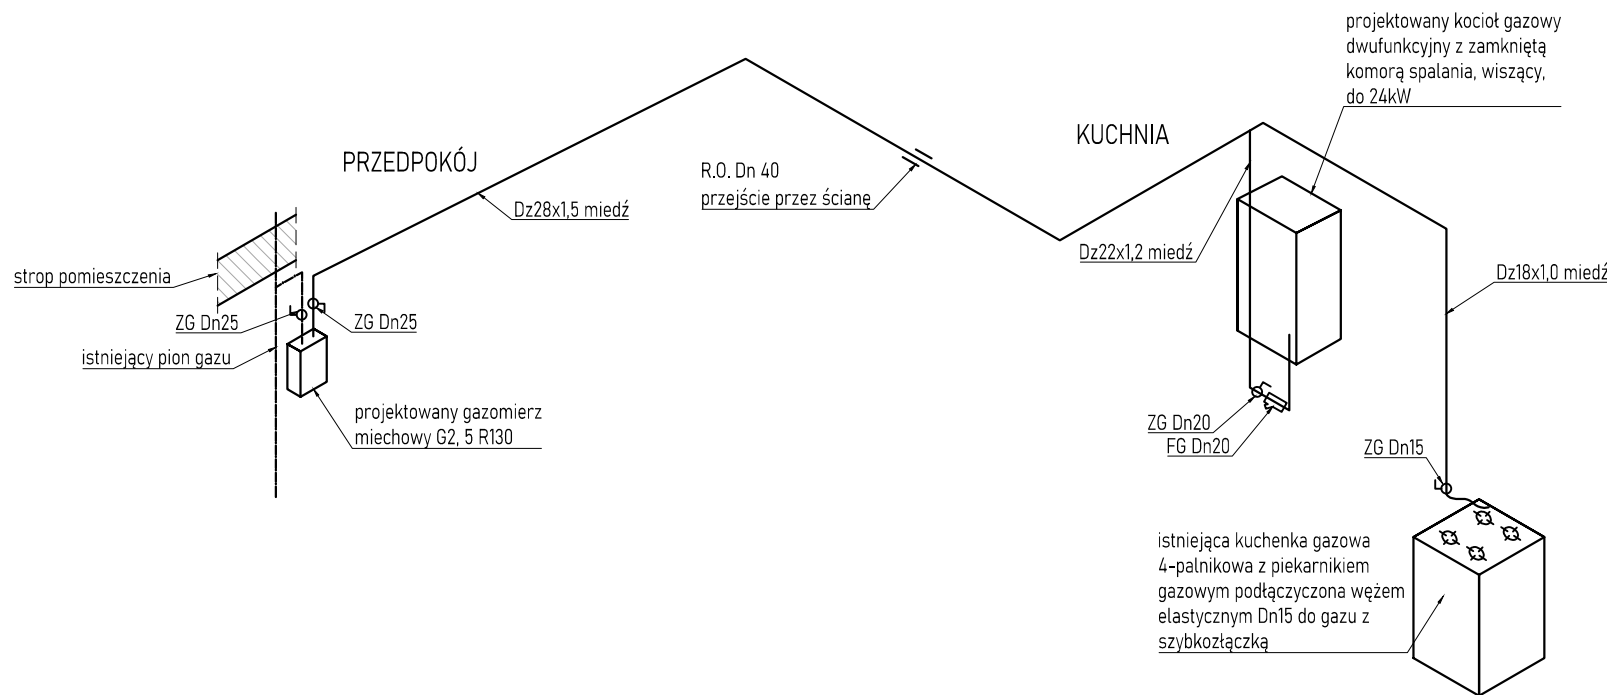 projektowany kocioł gazowy
dwufunkcyjny z zamkniętą
komorą spalania, wiszący,
do 24kW
KUCHNIA
PRZEDPOKÓJ
R.O. Dn 40
przejście przez ścianę
Dz28x1,5 miedź
Dz22x1,2 miedź
Dz18x1,0 miedź
strop pomieszczenia
ZG Dn25
ZG Dn25
istniejący pion gazu
projektowany gazomierz
miechowy G2, 5 R130
ZG Dn20
FG Dn20
ZG Dn15
istniejąca kuchenka gazowa
4-palnikowa z piekarnikiem
gazowym podłączyczona wężem
elastycznym Dn15 do gazu z
szybkozłączką